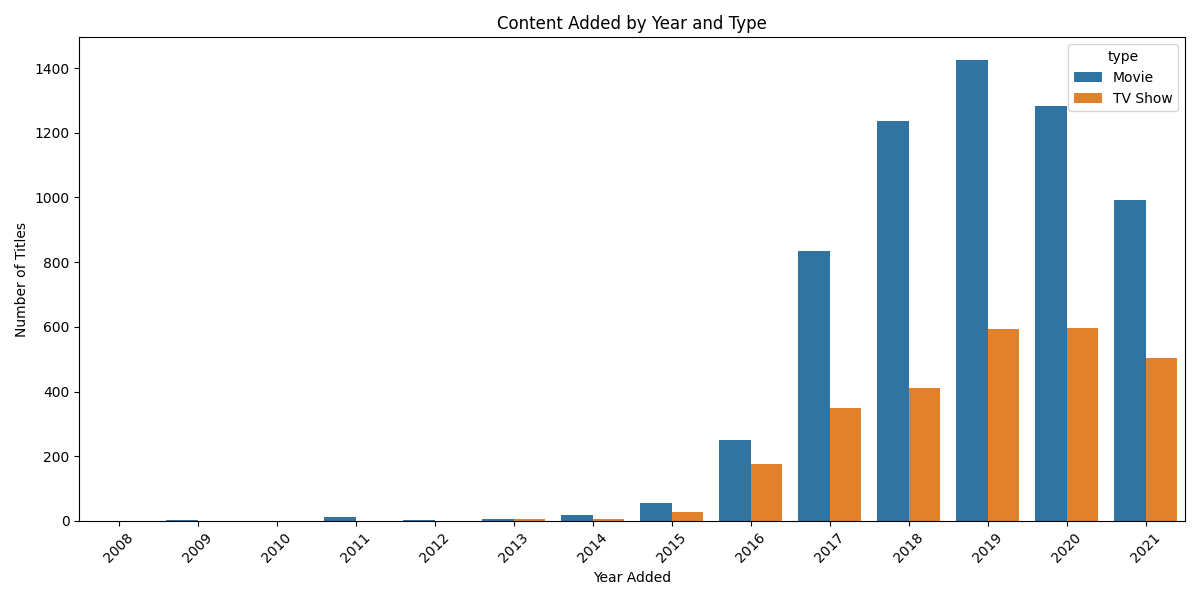 Content Added by Year and Type
type
Movie
TV Show
Number of Titles
1400
1200
1000
800
600
400
200
0
2008 2009 2010 2011 2012 2013 2014 2015 2016 2017 2018 2019 2020 2021
Year Added